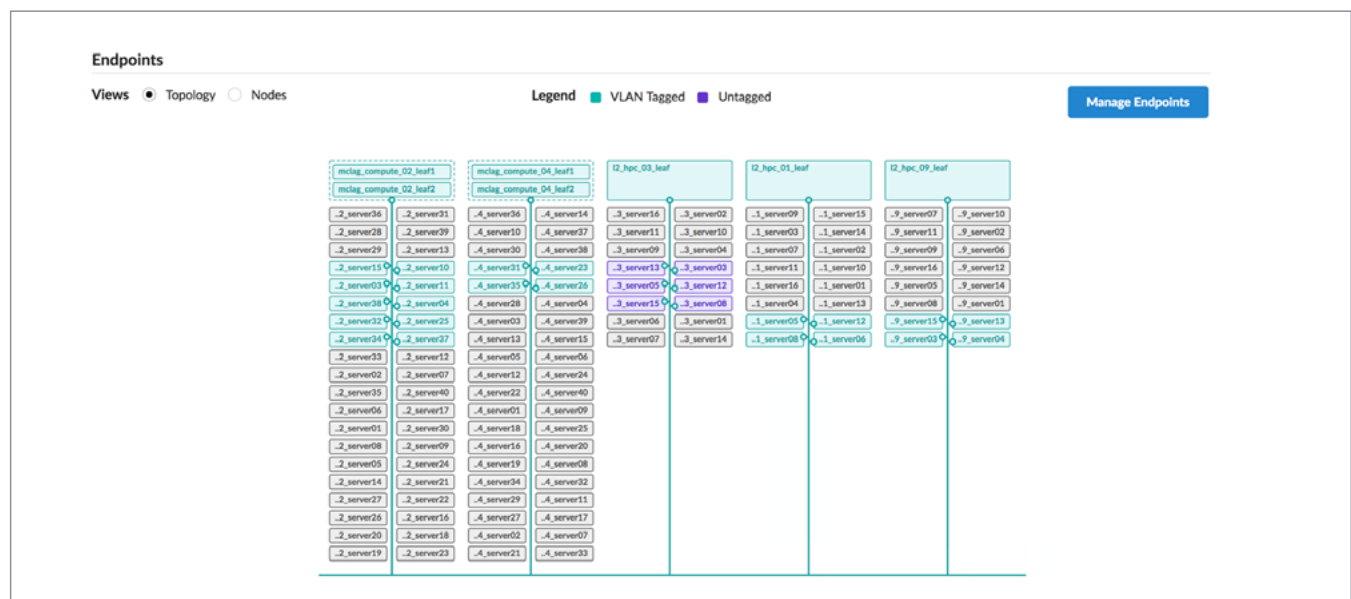 Endpoints
Views Topology Nodes
Legend VLAN Tagged Untagged
Manage Endpoints
mclag_compute_02_leaf1 mclag_compute_04_leaf1 l2_hpc_03_leaf l2_hpc_01_leaf l2_hpc_09_leaf
mclag_compute_02_leaf2 mclag_compute_04_leaf2
..2_server36 ..2_server31 ..4_server36 ..4_server14 ..3_server16 ..3_server02 ..1_server09 ..1_server15 ..9_server07 ..9_server10
..2_server28 ..2_server39 ..4_server10 ..4_server37 ..3_server11 ..3_server10 ..1_server03 ..1_server14 ..9_server11 ..9_server02
..2_server29 ..2_server13 ..4_server30 ..4_server38 ..3_server09 ..3_server04 ..1_server07 ..1_server02 ..9_server09 ..9_server06
..2_server15 ..2_server10 ..4_server31 ..4_server23 ..3_server13 ..3_server03 ..1_server11 ..1_server10 ..9_server16 ..9_server12
..2_server03 ..2_server11 ..4_server35 ..4_server26 ..3_server05 ..3_server12 ..1_server16 ..1_server01 ..9_server05 ..9_server14
..2_server38 ..2_server04 ..4_server28 ..4_server04 ..3_server15 ..3_server08 ..1_server04 ..1_server13 ..9_server08 ..9_server01
..2_server32 ..2_server25 ..4_server03 ..4_server39 ..3_server06 ..3_server01 ..1_server05 ..1_server12 ..9_server15 ..9_server13
..2_server34 ..2_server37 ..4_server13 ..4_server15 ..3_server07 ..3_server14 ..1_server08 ..1_server06 ..9_server03 ..9_server04
..2_server33 ..2_server12 ..4_server05 ..4_server06
..2_server02 ..2_server07 ..4_server12 ..4_server24
..2_server35 ..2_server40 ..4_server22 ..4_server40
..2_server06 ..2_server17 ..4_server01 ..4_server09
..2_server01 ..2_server30 ..4_server18 ..4_server25
..2_server08 ..2_server09 ..4_server16 ..4_server20
..2_server05 ..2_server24 ..4_server19 ..4_server08
..2_server14 ..2_server21 ..4_server34 ..4_server32
..2_server27 ..2_server22 ..4_server29 ..4_server11
..2_server26 ..2_server16 ..4_server27 ..4_server17
..2_server20 ..2_server18 ..4_server02 ..4_server07
..2_server19 ..2_server23 ..4_server21 ..4_server33